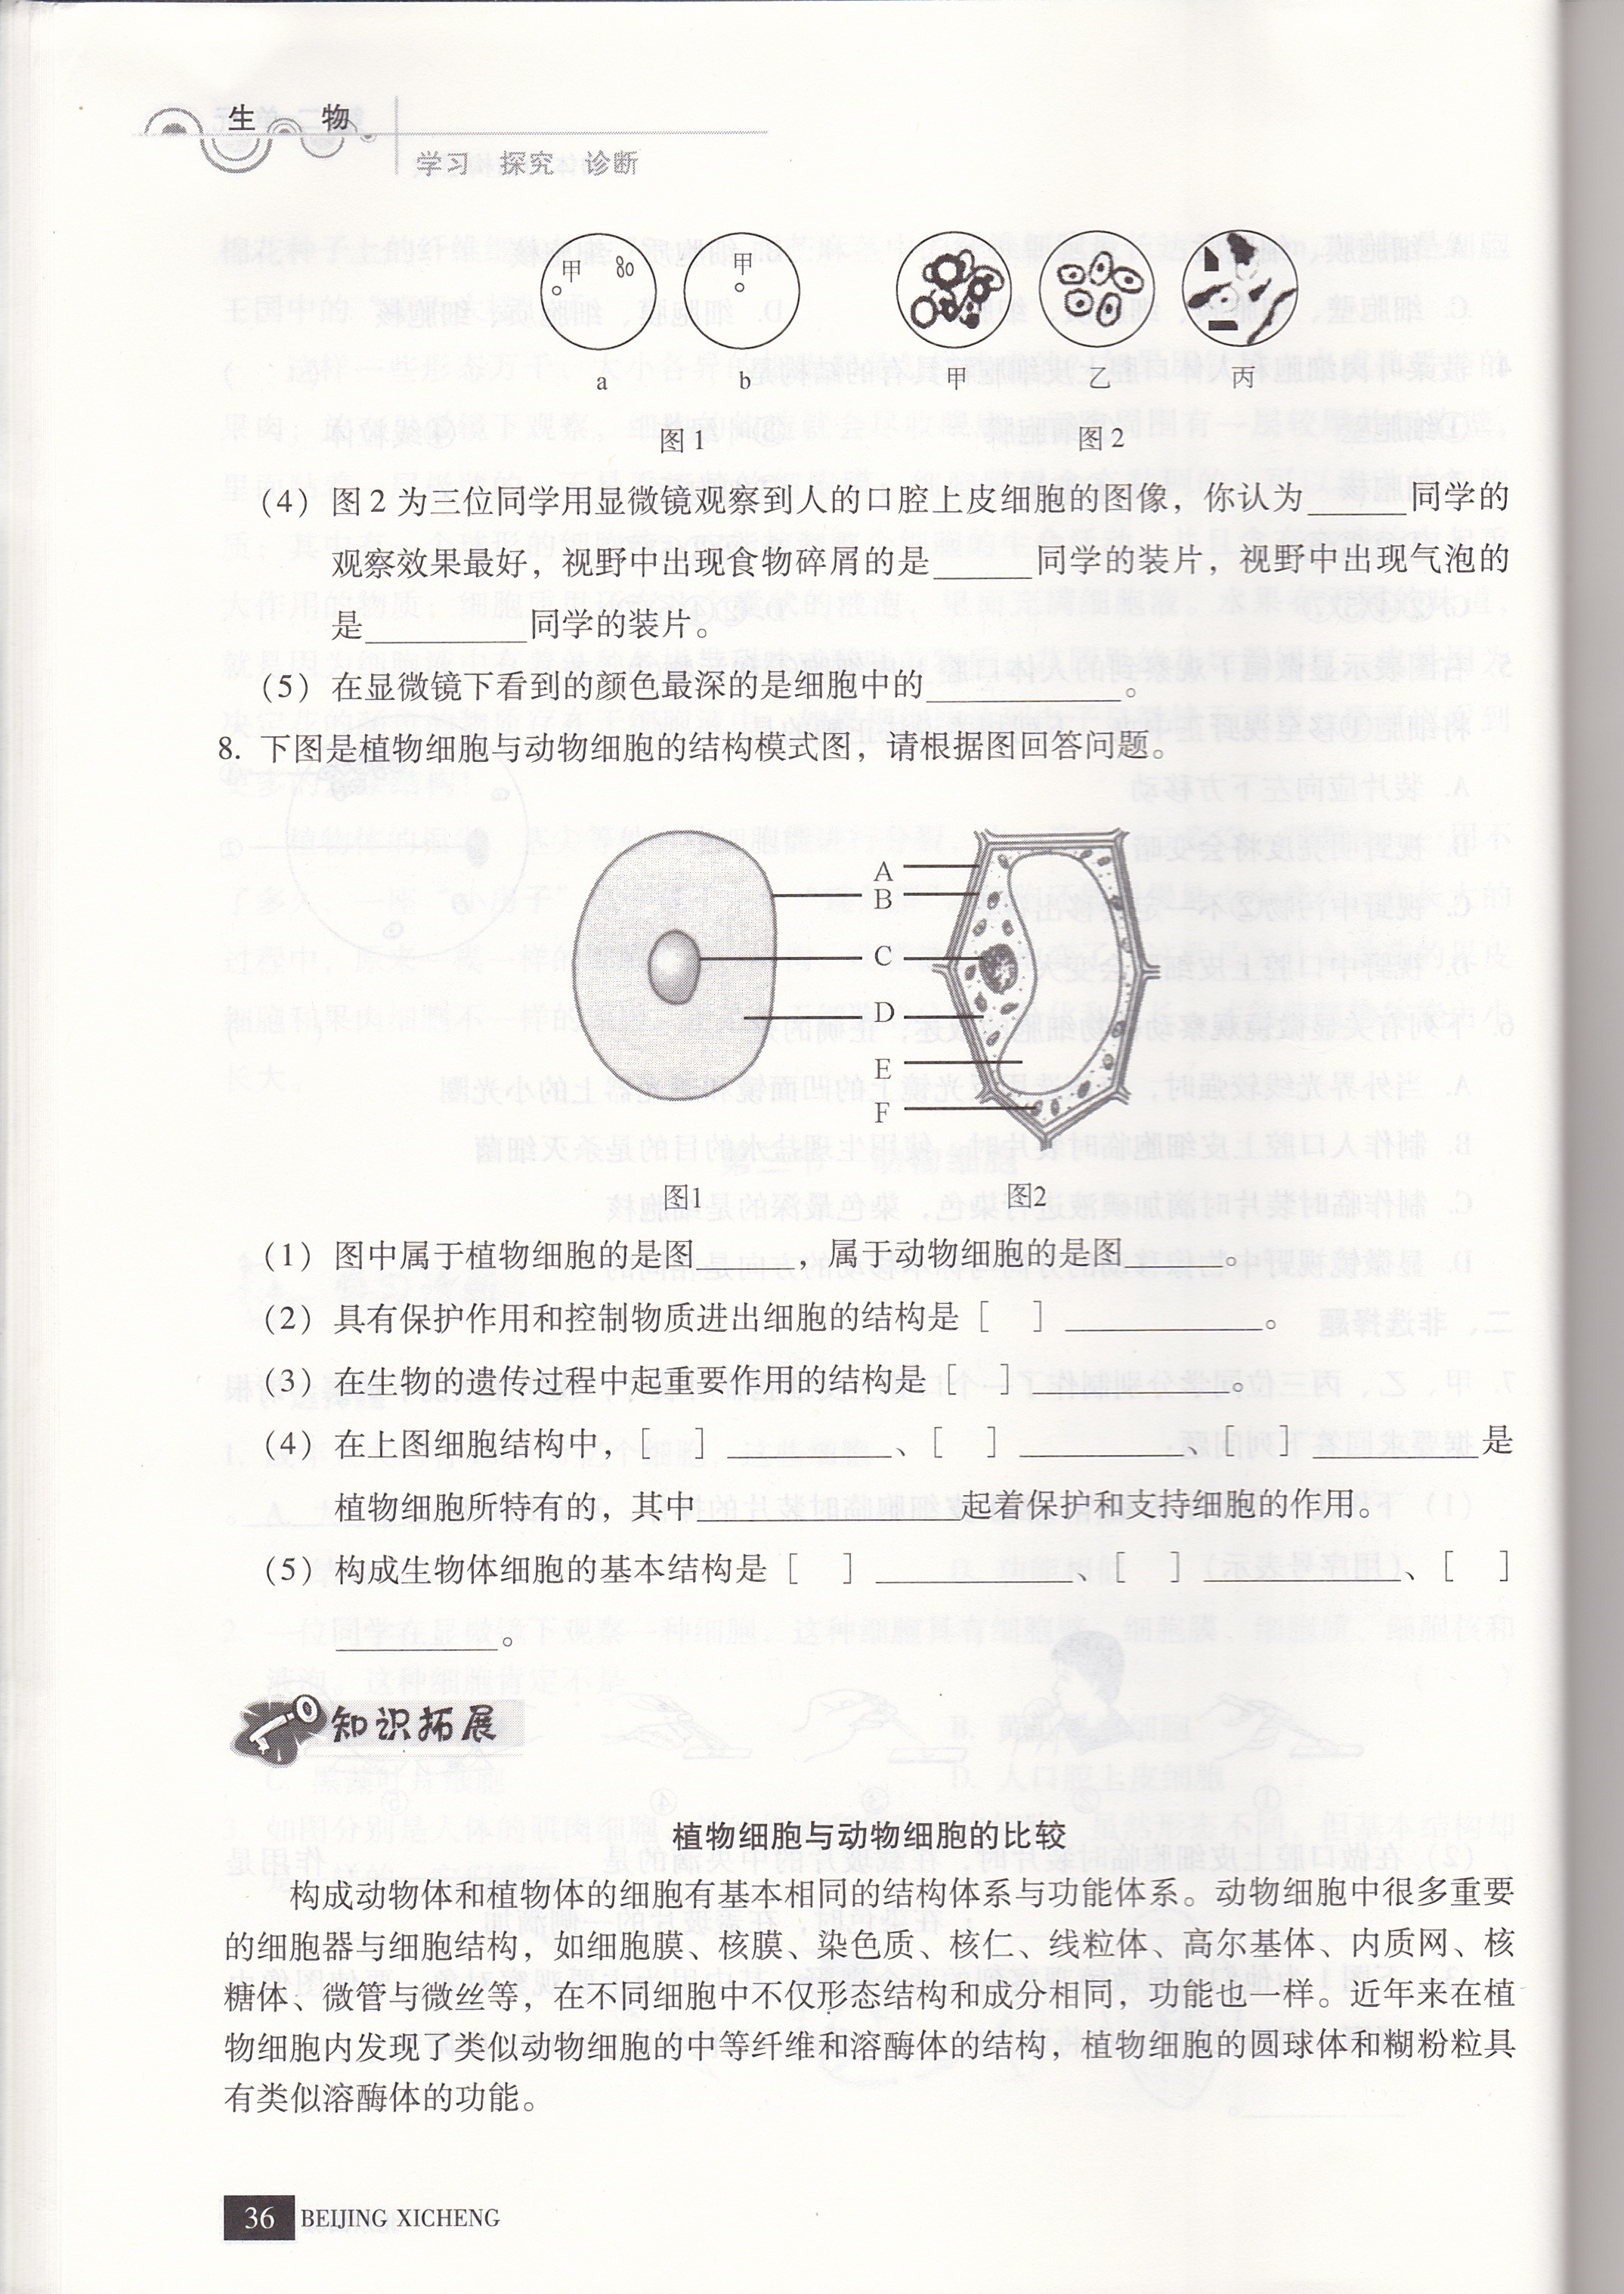 生 物
学习 探究 诊断
甲 甲
a b 甲 乙 丙
图 1 图 2
（4）图 2 为三位同学用显微镜观察到人的口腔上皮细胞的图像，你认为______同学的
观察效果最好，视野中出现食物碎屑的是______同学的装片，视野中出现气泡的
是__________同学的装片。
（5）在显微镜下看到的颜色最深的是细胞中的____________。
8. 下图是植物细胞与动物细胞的结构模式图，请根据图回答问题。
A
B
C
D
E
F
图1 图2
（1）图中属于植物细胞的是图______，属于动物细胞的是图______。
（2）具有保护作用和控制物质进出细胞的结构是［ ］____________。
（3）在生物的遗传过程中起重要作用的结构是［ ］____________。
（4）在上图细胞结构中，［ ］__________、［ ］__________、［ ］__________是
植物细胞所特有的，其中________________起着保护和支持细胞的作用。
（5）构成生物体细胞的基本结构是［ ］____________、［ ］____________、［ ］
__________。
知识拓展
植物细胞与动物细胞的比较
构成动物体和植物体的细胞有基本相同的结构体系与功能体系。动物细胞中很多重要
的细胞器与细胞结构，如细胞膜、核膜、染色质、核仁、线粒体、高尔基体、内质网、核
糖体、微管与微丝等，在不同细胞中不仅形态结构和成分相同，功能也一样。近年来在植
物细胞内发现了类似动物细胞的中等纤维和溶酶体的结构，植物细胞的圆球体和糊粉粒具
有类似溶酶体的功能。
36 BEIJING XICHENG